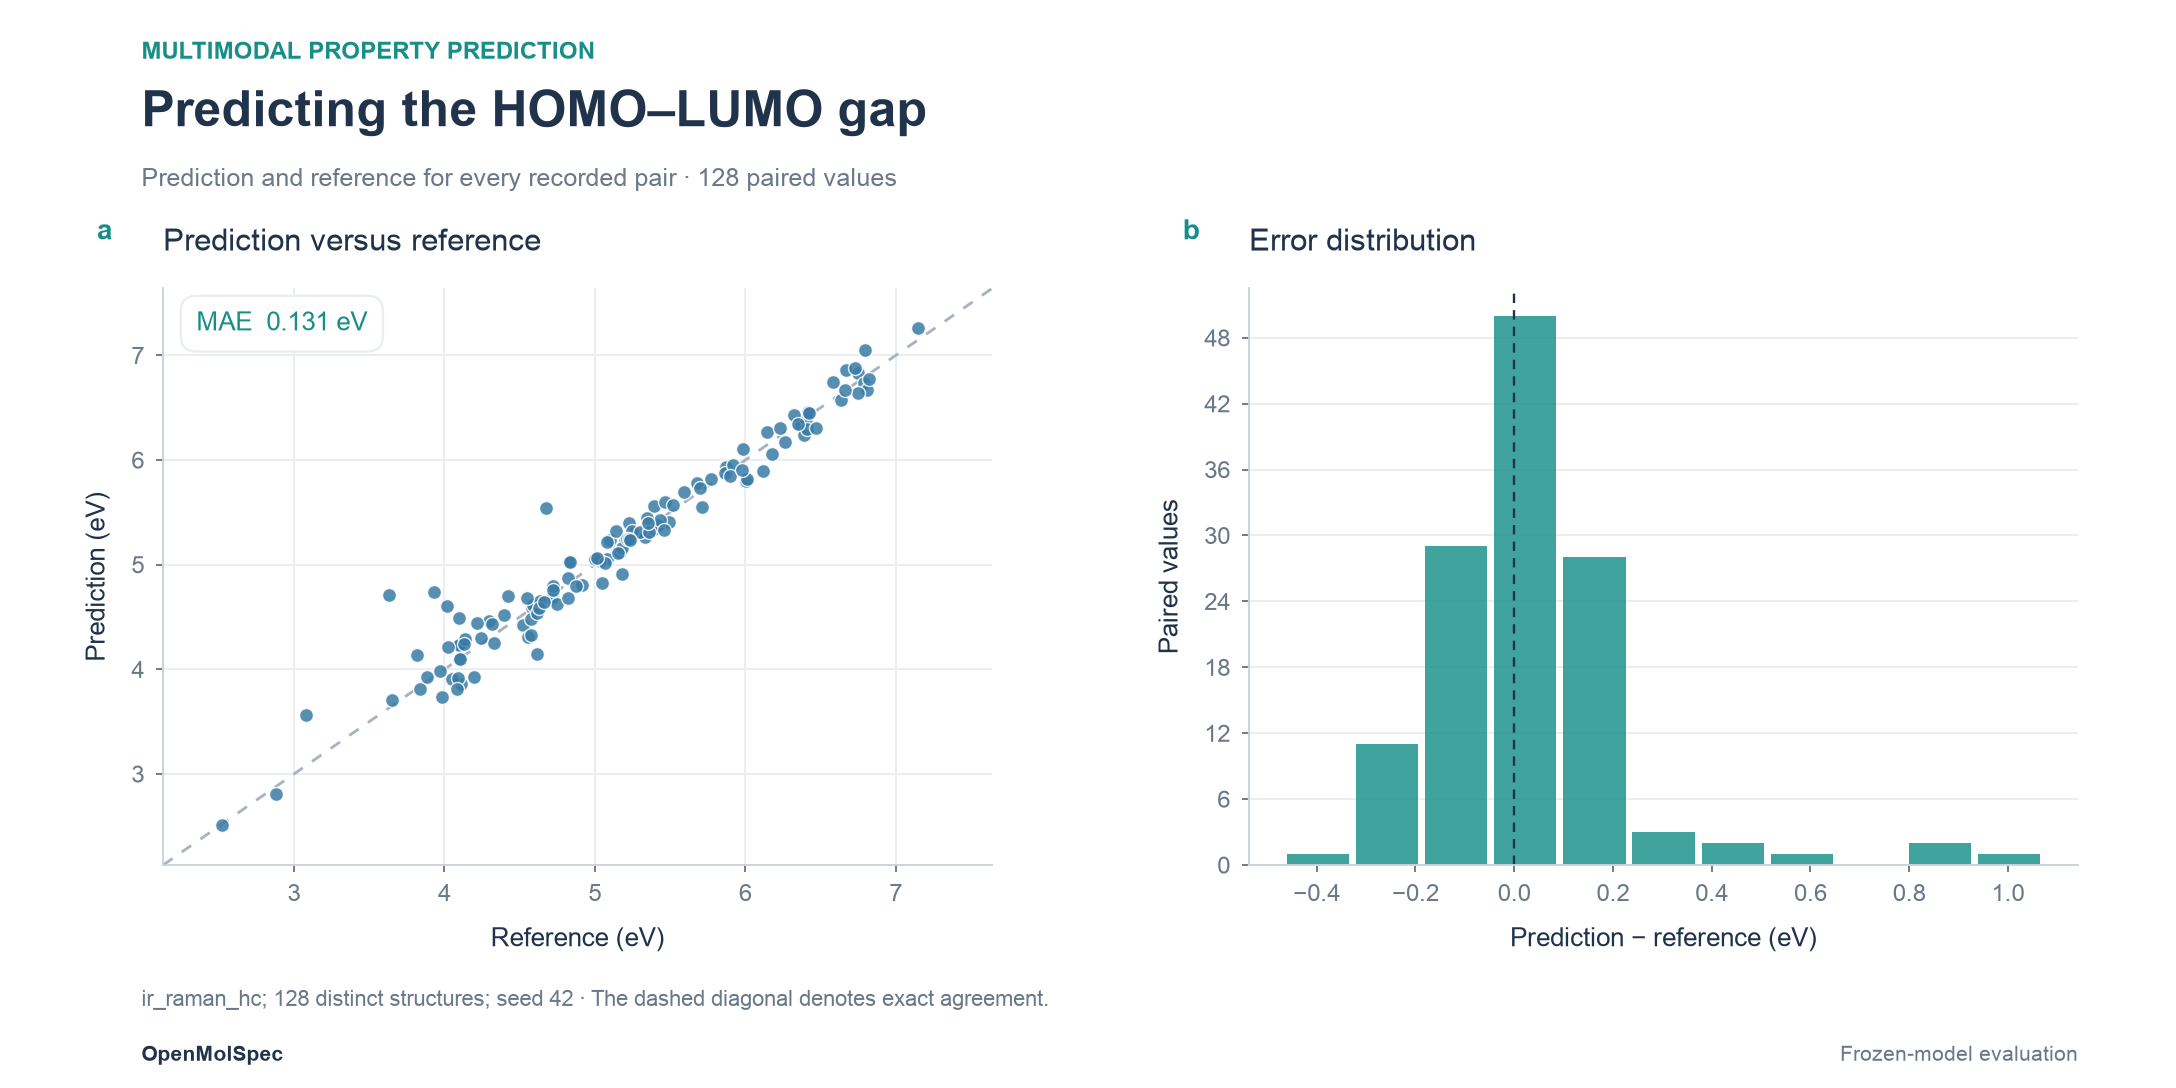 MULTIMODAL PROPERTY PREDICTION
Predicting the HOMO–LUMO gap
Prediction and reference for every recorded pair · 128 paired values
a
Prediction versus reference
MAE 0.131 eV
7
6
5
4
3
Prediction (eV)
3 4 5 6 7
Reference (eV)
b
Error distribution
48
42
36
30
24
18
12
6
0
Paired values
−0.4 −0.2 0.0 0.2 0.4 0.6 0.8 1.0
Prediction − reference (eV)
ir_raman_hc; 128 distinct structures; seed 42 · The dashed diagonal denotes exact agreement.
OpenMolSpec
Frozen-model evaluation